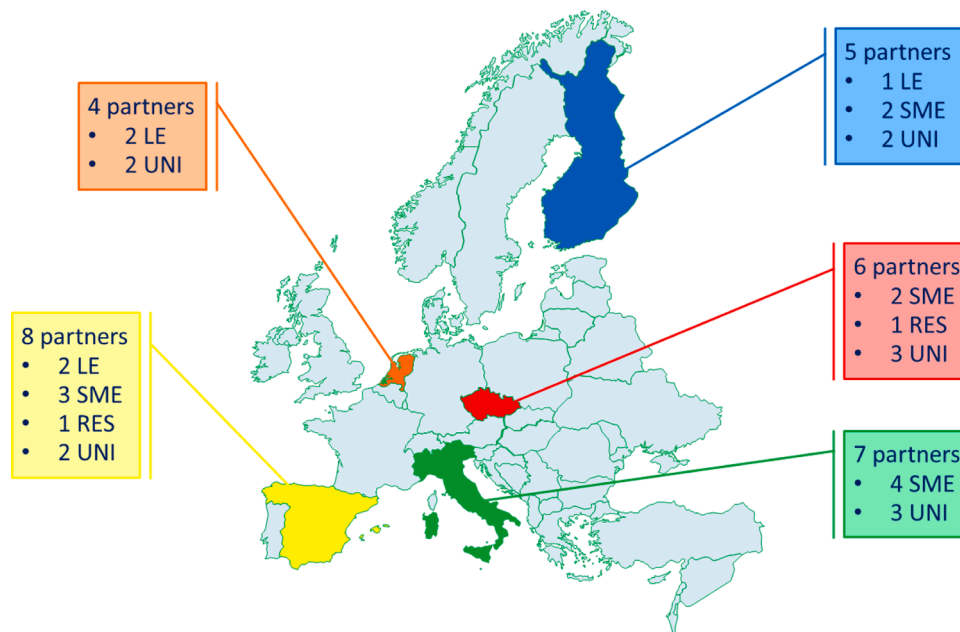 4 partners
• 2 LE
• 2 UNI
5 partners
• 1 LE
• 2 SME
• 2 UNI
8 partners
• 2 LE
• 3 SME
• 1 RES
• 2 UNI
6 partners
• 2 SME
• 1 RES
• 3 UNI
7 partners
• 4 SME
• 3 UNI